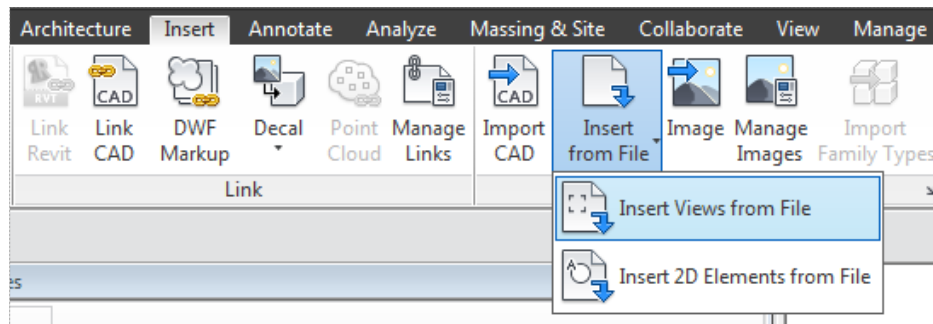 Architecture Insert Annotate Analyze Massing & Site Collaborate View Manage
RVT CAD CAD
Link Link DWF Decal Point Manage Import Insert Image Manage Import
Revit CAD Markup Cloud Links CAD from File Images Family Types
Link
Insert Views from File
A
Insert 2D Elements from File
es